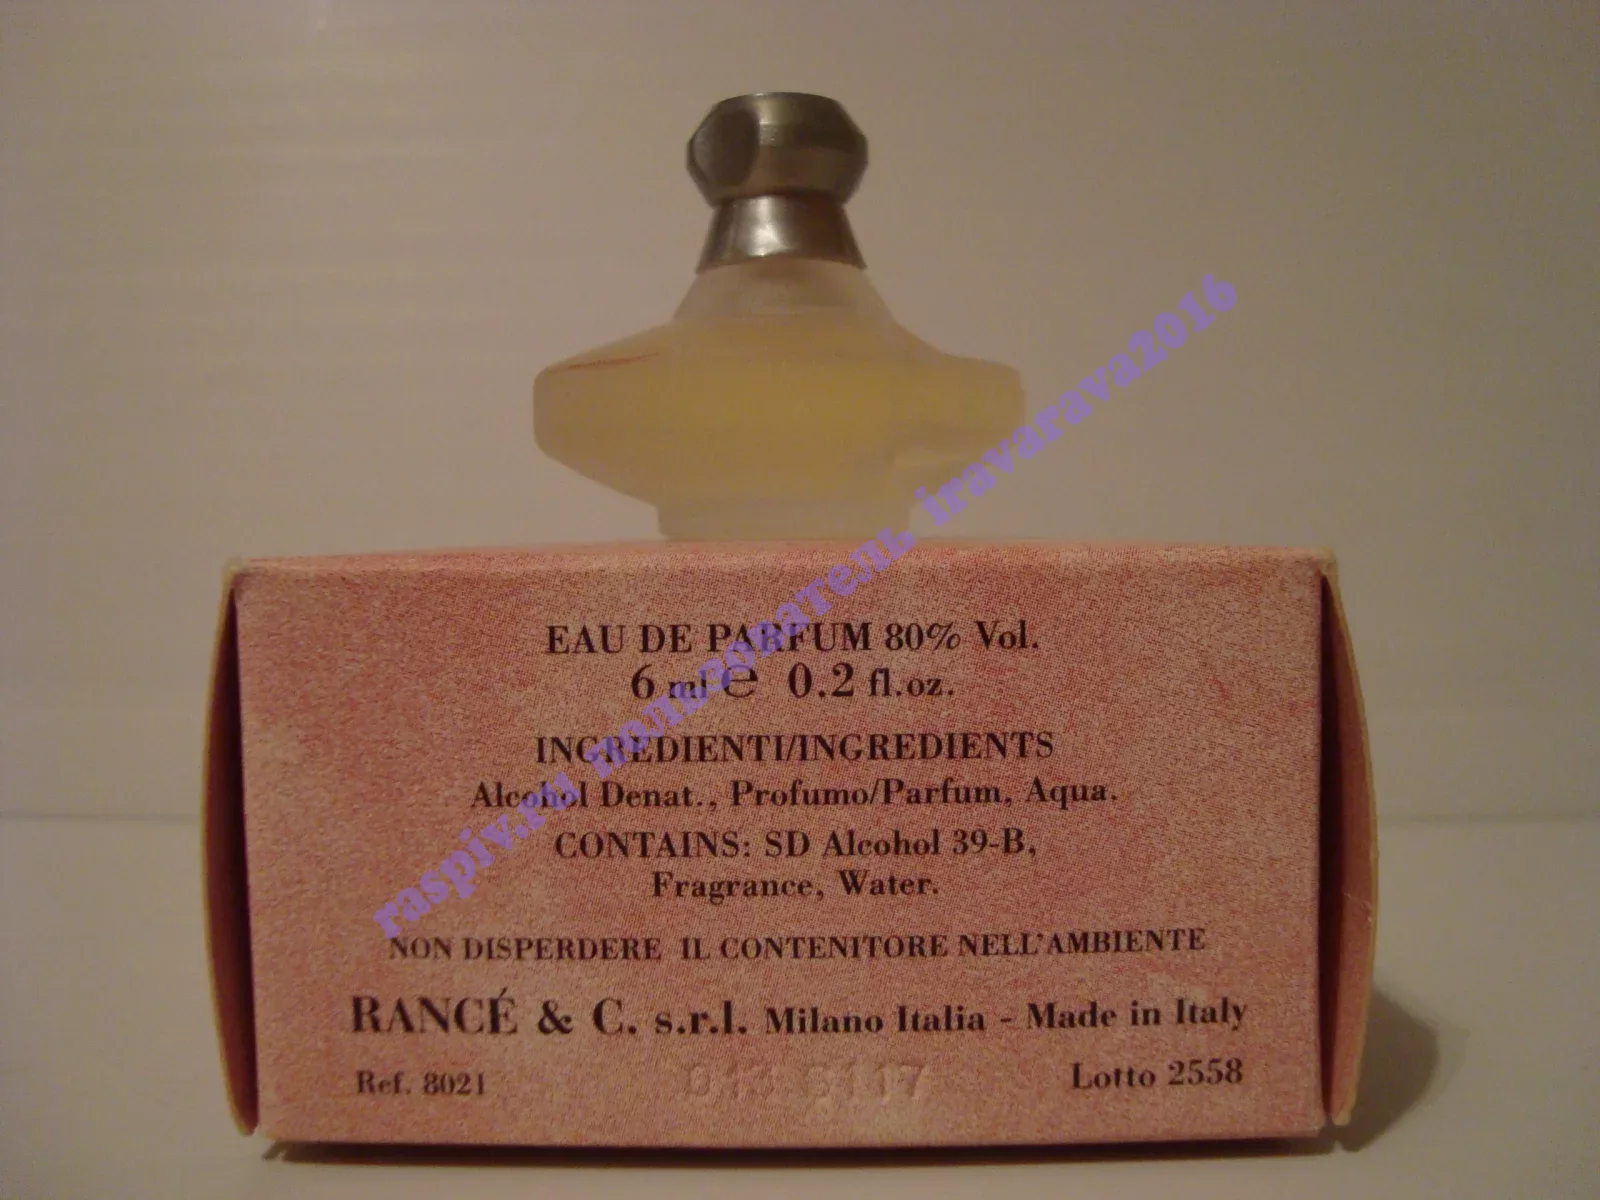 EAU DE PARFUM 80% Vol.
6 ml ℮ 0.2 fl.oz.
INGREDIENTI/INGREDIENTS
Alcohol Denat., Profumo/Parfum, Aqua.
CONTAINS: SD Alcohol 39-B,
Fragrance, Water.
NON DISPERDERE IL CONTENITORE NELL'AMBIENTE
RANCÉ & C. s.r.l. Milano Italia - Made in Italy
Ref. 8021
Lotto 2558
raspiv.ru пользователь iravarava2016